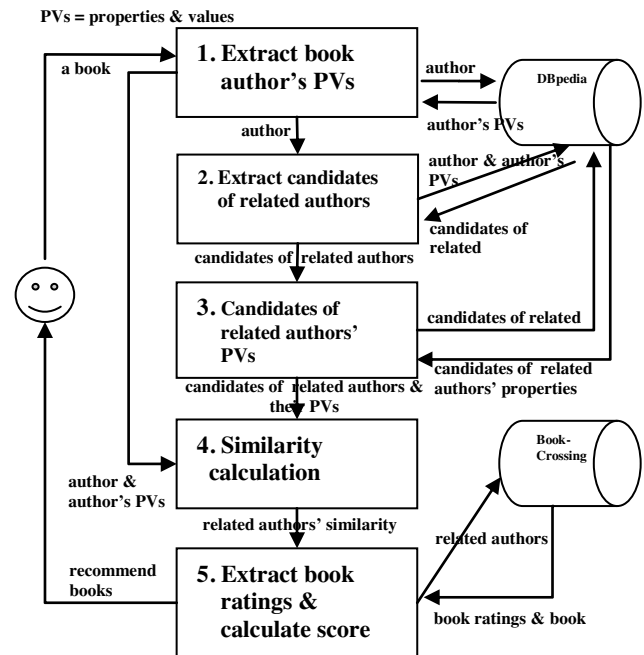 PVs = properties & values
1. Extract book
author's PVs
a book
author
DBpedia
author's PVs
author
author & author's
PVs
2. Extract candidates
of related authors
candidates of
related
candidates of related authors
3. Candidates of
related authors'
PVs
candidates of related
candidates of related
authors' properties
candidates of related authors &
their PVs
4. Similarity
calculation
Book-
Crossing
author &
author's PVs
related authors' similarity
related authors
recommend
books
5. Extract book
ratings &
calculate score
book ratings & book